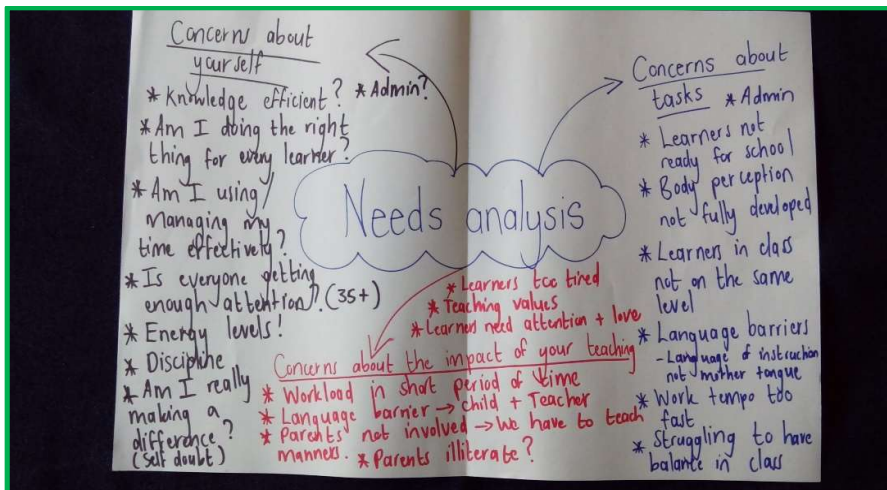 Needs analysis
Concerns about
yourself
* Knowledge efficient? * Admin?
* Am I doing the right
thing for every learner?
* Am I using/
managing my
time effectively?
* Is everyone getting
enough attention? (35+)
* Energy levels!
* Discipline
* Am I really
making a
difference?
(Self doubt)
Concerns about
tasks * Admin
* Learners not
ready for school
* Body perception
not fully developed
* Learners in class
not on the same
level
* Language barriers
- Language of instruction
not mother tongue
* Work tempo too
fast
* Struggling to have
balance in class
* Learners too tired
* Teaching values
* Learners need attention + love
Concerns about the impact of your teaching
* Workload in short period of time
* Language barrier → child + Teacher
* Parents not involved → We have to teach
manners. * Parents illiterate?